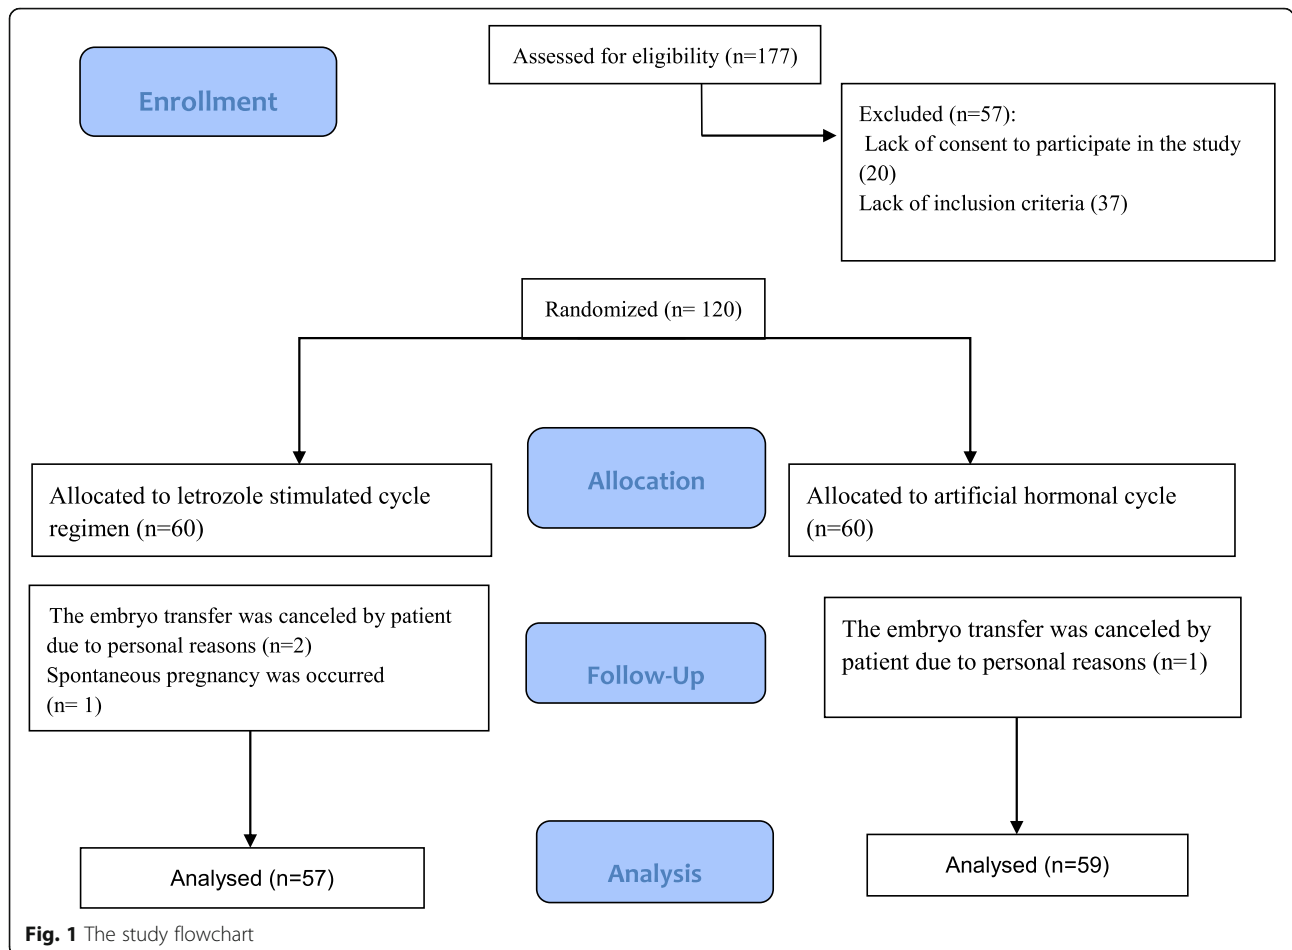 Enrollment
Assessed for eligibility (n=177)
Excluded (n=57):
Lack of consent to participate in the study
(20)
Lack of inclusion criteria (37)
Randomized (n= 120)
Allocation
Allocated to letrozole stimulated cycle
regimen (n=60)
Allocated to artificial hormonal cycle
(n=60)
The embryo transfer was canceled by patient
due to personal reasons (n=2)
Spontaneous pregnancy was occurred
(n= 1)
Follow-Up
The embryo transfer was canceled by
patient due to personal reasons (n=1)
Analysed (n=57)
Analysis
Analysed (n=59)
Fig. 1 The study flowchart